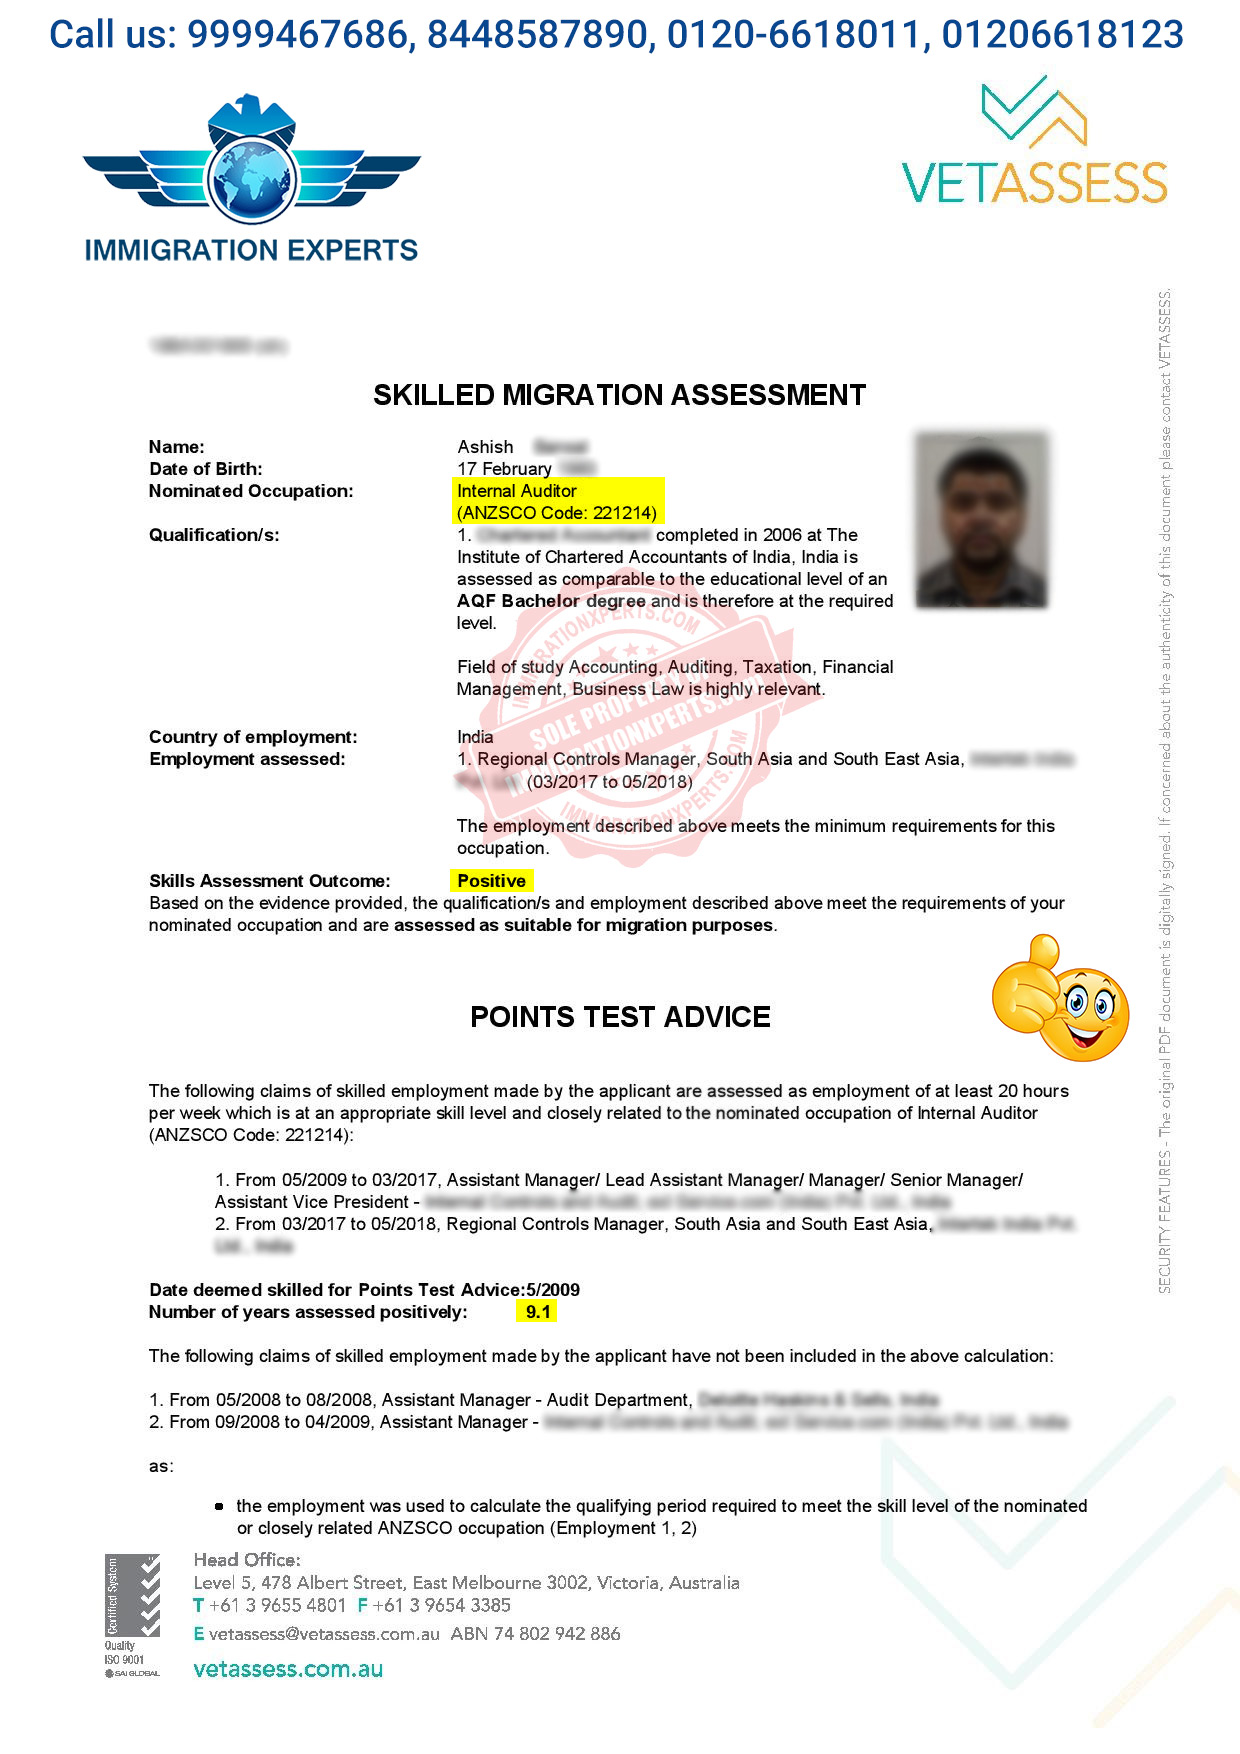 Call us: 9999467686, 8448587890, 0120-6618011, 01206618123
IMMIGRATION EXPERTS
VETASSESS
SKILLED MIGRATION ASSESSMENT
Name: Ashish
Date of Birth: 17 February
Nominated Occupation: Internal Auditor
(ANZSCO Code: 221214)
Qualification/s: 1. completed in 2006 at The
Institute of Chartered Accountants of India, India is
assessed as comparable to the educational level of an
AQF Bachelor degree and is therefore at the required
level.
Field of study Accounting, Auditing, Taxation, Financial
Management, Business Law is highly relevant.
Country of employment: India
Employment assessed: 1. Regional Controls Manager, South Asia and South East Asia,
(03/2017 to 05/2018)
The employment described above meets the minimum requirements for this
occupation.
IMMIGRATIONXPERTS.COM
SOLE PROPERTY OF
IMMIGRATIONXPERTS.COM
IMMIGRATIONXPERTS.COM
Skills Assessment Outcome: Positive
Based on the evidence provided, the qualification/s and employment described above meet the requirements of your
nominated occupation and are assessed as suitable for migration purposes.
POINTS TEST ADVICE
The following claims of skilled employment made by the applicant are assessed as employment of at least 20 hours
per week which is at an appropriate skill level and closely related to the nominated occupation of Internal Auditor
(ANZSCO Code: 221214):
1. From 05/2009 to 03/2017, Assistant Manager/ Lead Assistant Manager/ Manager/ Senior Manager/
Assistant Vice President -
2. From 03/2017 to 05/2018, Regional Controls Manager, South Asia and South East Asia,
Date deemed skilled for Points Test Advice:5/2009
Number of years assessed positively: 9.1
The following claims of skilled employment made by the applicant have not been included in the above calculation:
1. From 05/2008 to 08/2008, Assistant Manager - Audit Department,
2. From 09/2008 to 04/2009, Assistant Manager -
as:
▪ the employment was used to calculate the qualifying period required to meet the skill level of the nominated
or closely related ANZSCO occupation (Employment 1, 2)
SECURITY FEATURES - The original PDF document is digitally signed. If concerned about the authenticity of this document please contact VETASSESS.
Certified System
Quality
ISO 9001
SAI GLOBAL
Head Office:
Level 5, 478 Albert Street, East Melbourne 3002, Victoria, Australia
T +61 3 9655 4801 F +61 3 9654 3385
E vetassess@vetassess.com.au ABN 74 802 942 886
vetassess.com.au